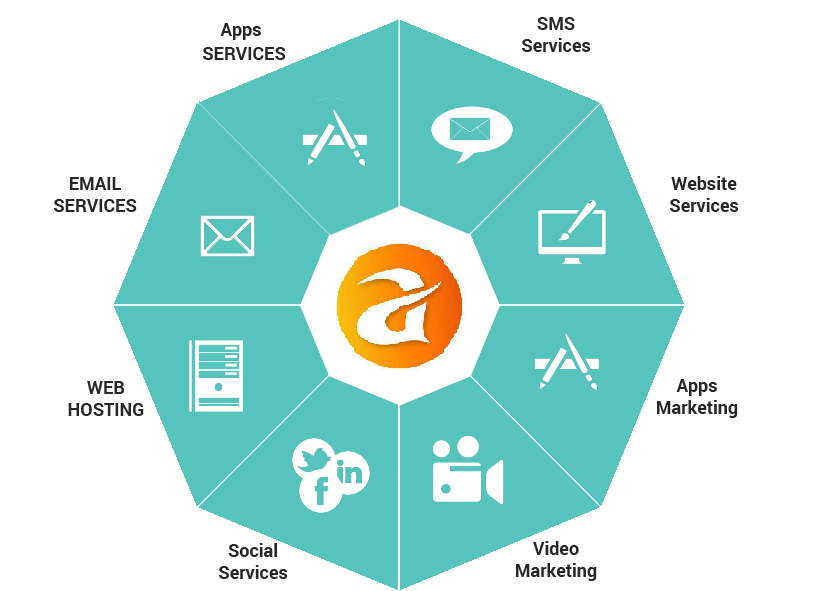 Apps
SERVICES
SMS
Services
EMAIL
SERVICES
Website
Services
WEB
HOSTING
Apps
Marketing
in
f
Social
Services
Video
Marketing
a